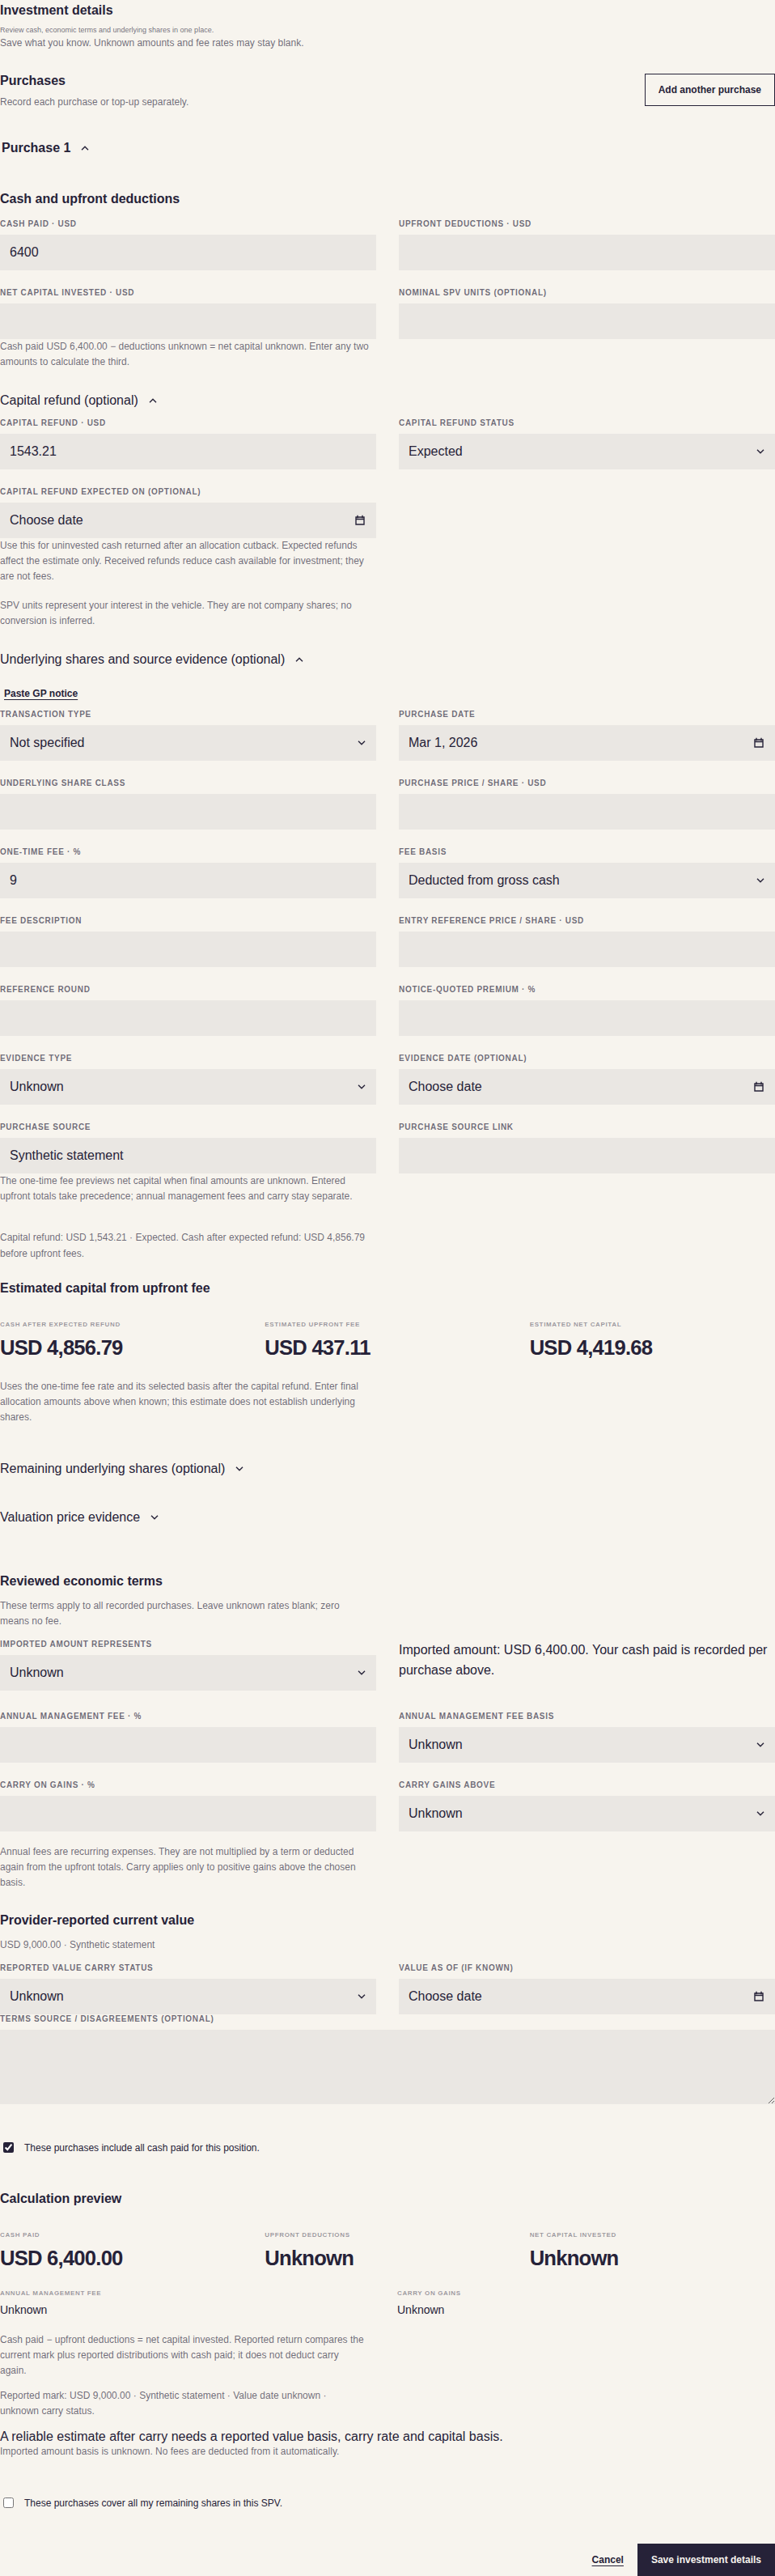 Investment details
Review cash, economic terms and underlying shares in one place.
Save what you know. Unknown amounts and fee rates may stay blank.
Purchases
Add another purchase
Record each purchase or top-up separately.
Purchase 1
Cash and upfront deductions
CASH PAID · USD
UPFRONT DEDUCTIONS · USD
6400
NET CAPITAL INVESTED · USD
NOMINAL SPV UNITS (OPTIONAL)
Cash paid USD 6,400.00 − deductions unknown = net capital unknown. Enter any two
amounts to calculate the third.
Capital refund (optional)
CAPITAL REFUND · USD
CAPITAL REFUND STATUS
1543.21
Expected
CAPITAL REFUND EXPECTED ON (OPTIONAL)
Choose date
Use this for uninvested cash returned after an allocation cutback. Expected refunds
affect the estimate only. Received refunds reduce cash available for investment; they
are not fees.
SPV units represent your interest in the vehicle. They are not company shares; no
conversion is inferred.
Underlying shares and source evidence (optional)
Paste GP notice
TRANSACTION TYPE
PURCHASE DATE
Not specified
Mar 1, 2026
UNDERLYING SHARE CLASS
PURCHASE PRICE / SHARE · USD
ONE-TIME FEE · %
FEE BASIS
9
Deducted from gross cash
FEE DESCRIPTION
ENTRY REFERENCE PRICE / SHARE · USD
REFERENCE ROUND
NOTICE-QUOTED PREMIUM · %
EVIDENCE TYPE
EVIDENCE DATE (OPTIONAL)
Unknown
Choose date
PURCHASE SOURCE
PURCHASE SOURCE LINK
Synthetic statement
The one-time fee previews net capital when final amounts are unknown. Entered
upfront totals take precedence; annual management fees and carry stay separate.
Capital refund: USD 1,543.21 · Expected. Cash after expected refund: USD 4,856.79
before upfront fees.
Estimated capital from upfront fee
CASH AFTER EXPECTED REFUND
ESTIMATED UPFRONT FEE
ESTIMATED NET CAPITAL
USD 4,856.79
USD 437.11
USD 4,419.68
Uses the one-time fee rate and its selected basis after the capital refund. Enter final
allocation amounts above when known; this estimate does not establish underlying
shares.
Remaining underlying shares (optional)
Valuation price evidence
Reviewed economic terms
These terms apply to all recorded purchases. Leave unknown rates blank; zero
means no fee.
IMPORTED AMOUNT REPRESENTS
Unknown
Imported amount: USD 6,400.00. Your cash paid is recorded per
purchase above.
ANNUAL MANAGEMENT FEE · %
ANNUAL MANAGEMENT FEE BASIS
Unknown
CARRY ON GAINS · %
CARRY GAINS ABOVE
Unknown
Annual fees are recurring expenses. They are not multiplied by a term or deducted
again from the upfront totals. Carry applies only to positive gains above the chosen
basis.
Provider-reported current value
USD 9,000.00 · Synthetic statement
REPORTED VALUE CARRY STATUS
VALUE AS OF (IF KNOWN)
Unknown
Choose date
TERMS SOURCE / DISAGREEMENTS (OPTIONAL)
These purchases include all cash paid for this position.
Calculation preview
CASH PAID
UPFRONT DEDUCTIONS
NET CAPITAL INVESTED
USD 6,400.00
Unknown
Unknown
ANNUAL MANAGEMENT FEE
CARRY ON GAINS
Unknown
Unknown
Cash paid − upfront deductions = net capital invested. Reported return compares the
current mark plus reported distributions with cash paid; it does not deduct carry
again.
Reported mark: USD 9,000.00 · Synthetic statement · Value date unknown ·
unknown carry status.
A reliable estimate after carry needs a reported value basis, carry rate and capital basis.
Imported amount basis is unknown. No fees are deducted from it automatically.
These purchases cover all my remaining shares in this SPV.
Cancel
Save investment details